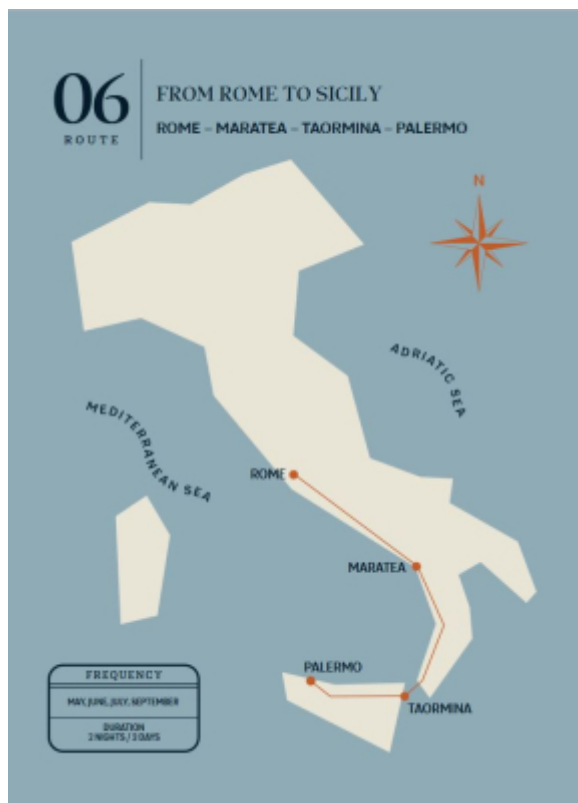 06
ROUTE
FROM ROME TO SICILY
ROME – MARATEA – TAORMINA – PALERMO
N
ADRIATIC SEA
MEDITERRANEAN SEA
ROME
MARATEA
PALERMO
TAORMINA
FREQUENCY
MAY, JUNE, JULY, SEPTEMBER
DURATION
2 NIGHTS / 3 DAYS